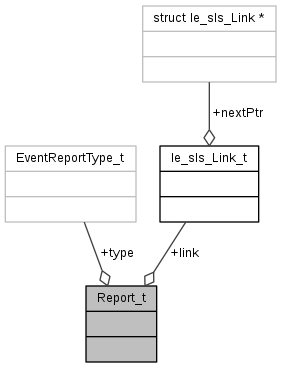 struct le_sls_Link *
+nextPtr
EventReportType_t
le_sls_Link_t
+type
+link
Report_t